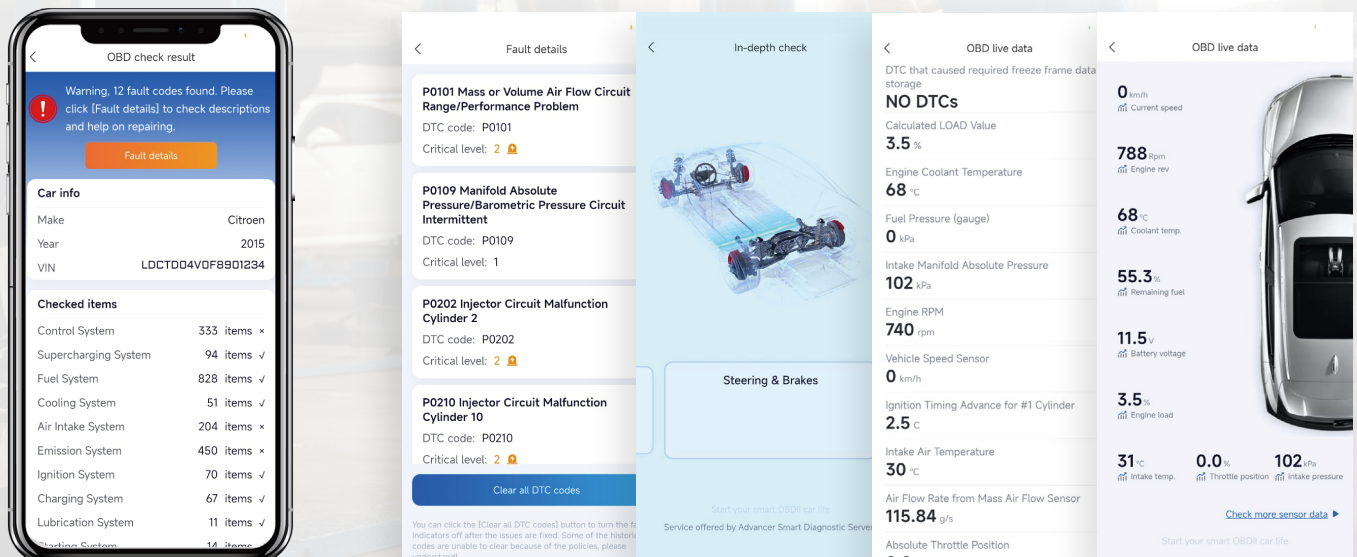 OBD check result
Warning, 12 fault codes found. Please
click [Fault details] to check descriptions
and help on repairing.
Fault details
Car info
Make Citroen
Year 2015
VIN LDCTD04V0F8901234
Checked items
Control System 333 items ×
Supercharging System 94 items √
Fuel System 828 items √
Cooling System 51 items √
Air Intake System 204 items ×
Emission System 450 items ×
Ignition System 70 items √
Charging System 67 items √
Lubrication System 11 items √
Starting System 14 items
Fault details
P0101 Mass or Volume Air Flow Circuit
Range/Performance Problem
DTC code: P0101
Critical level: 2
P0109 Manifold Absolute
Pressure/Barometric Pressure Circuit
Intermittent
DTC code: P0109
Critical level: 1
P0202 Injector Circuit Malfunction
Cylinder 2
DTC code: P0202
Critical level: 2
P0210 Injector Circuit Malfunction
Cylinder 10
DTC code: P0210
Critical level: 2
Clear all DTC codes
You can click the [Clear all DTC codes] button to turn the
indicators off after the issues are fixed. Some of the
codes are unable to clear because of the policies, please
understand!
In-depth check
Steering & Brakes
Start your smart OBDII car life
Service offered by Advancer Smart Diagnostic Server
OBD live data
DTC that caused required freeze frame data
storage
NO DTCs
Calculated LOAD Value
3.5 %
Engine Coolant Temperature
68 °C
Fuel Pressure (gauge)
0 kPa
Intake Manifold Absolute Pressure
102 kPa
Engine RPM
740 rpm
Vehicle Speed Sensor
0 km/h
Ignition Timing Advance for #1 Cylinder
2.5 C
Intake Air Temperature
30 °C
Air Flow Rate from Mass Air Flow Sensor
115.84 g/s
Absolute Throttle Position
OBD live data
0 km/h
Current speed
788 Rpm
Engine rev
68 °C
Coolant temp.
55.3 %
Remaining fuel
11.5 V
Battery voltage
3.5 %
Engine load
31 °C 0.0 % 102 kPa
Intake temp. Throttle position Intake pressure
Check more sensor data
Start your smart OBDII car life